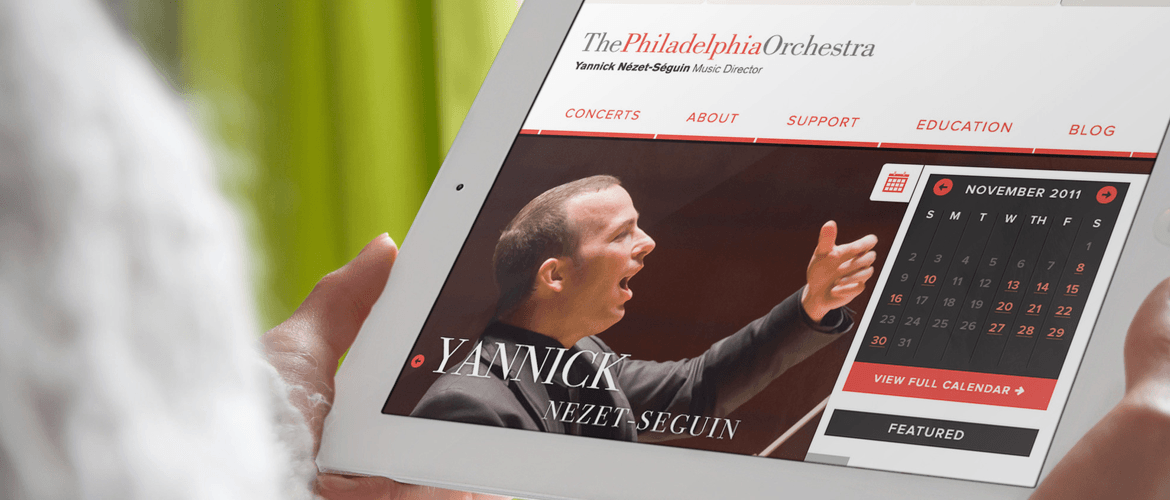 ThePhiladelphiaOrchestra
Yannick Nézet-Séguin Music Director
CONCERTS ABOUT SUPPORT EDUCATION BLOG
NOVEMBER 2011
S M T W TH F S
1
2 3 4 5 6 7 8
9 10 11 12 13 14 15
16 17 18 19 20 21 22
23 24 25 26 27 28 29
30 31
VIEW FULL CALENDAR →
FEATURED
YANNICK
NEZET-SEGUIN